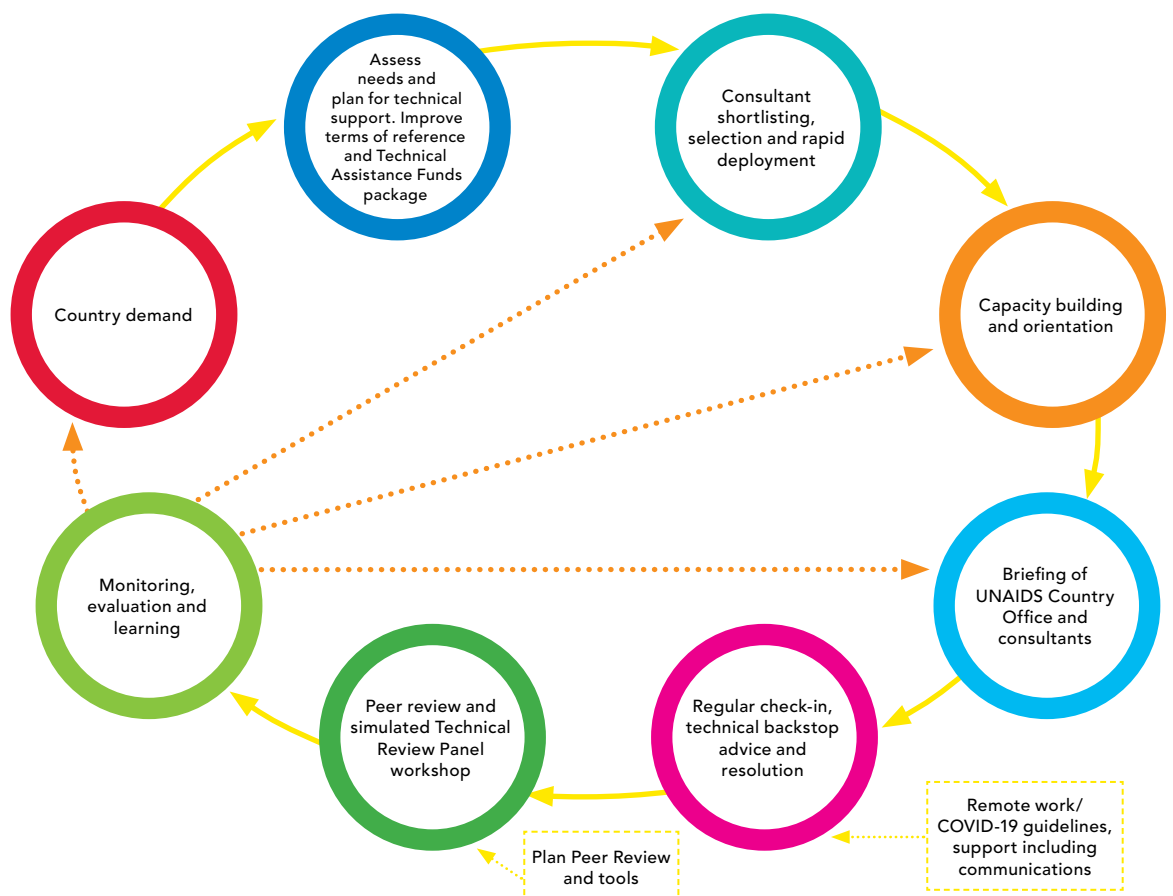 Assess
needs and
plan for technical
support. Improve
terms of reference
and Technical
Assistance Funds
package
Consultant
shortlisting,
selection and rapid
deployment
Country demand
Capacity building
and orientation
Monitoring,
evaluation and
learning
Briefing of
UNAIDS Country
Office and
consultants
Peer review and
simulated Technical
Review Panel
workshop
Regular check-in,
technical backstop
advice and
resolution
Plan Peer Review
and tools
Remote work/
COVID-19 guidelines,
support including
communications